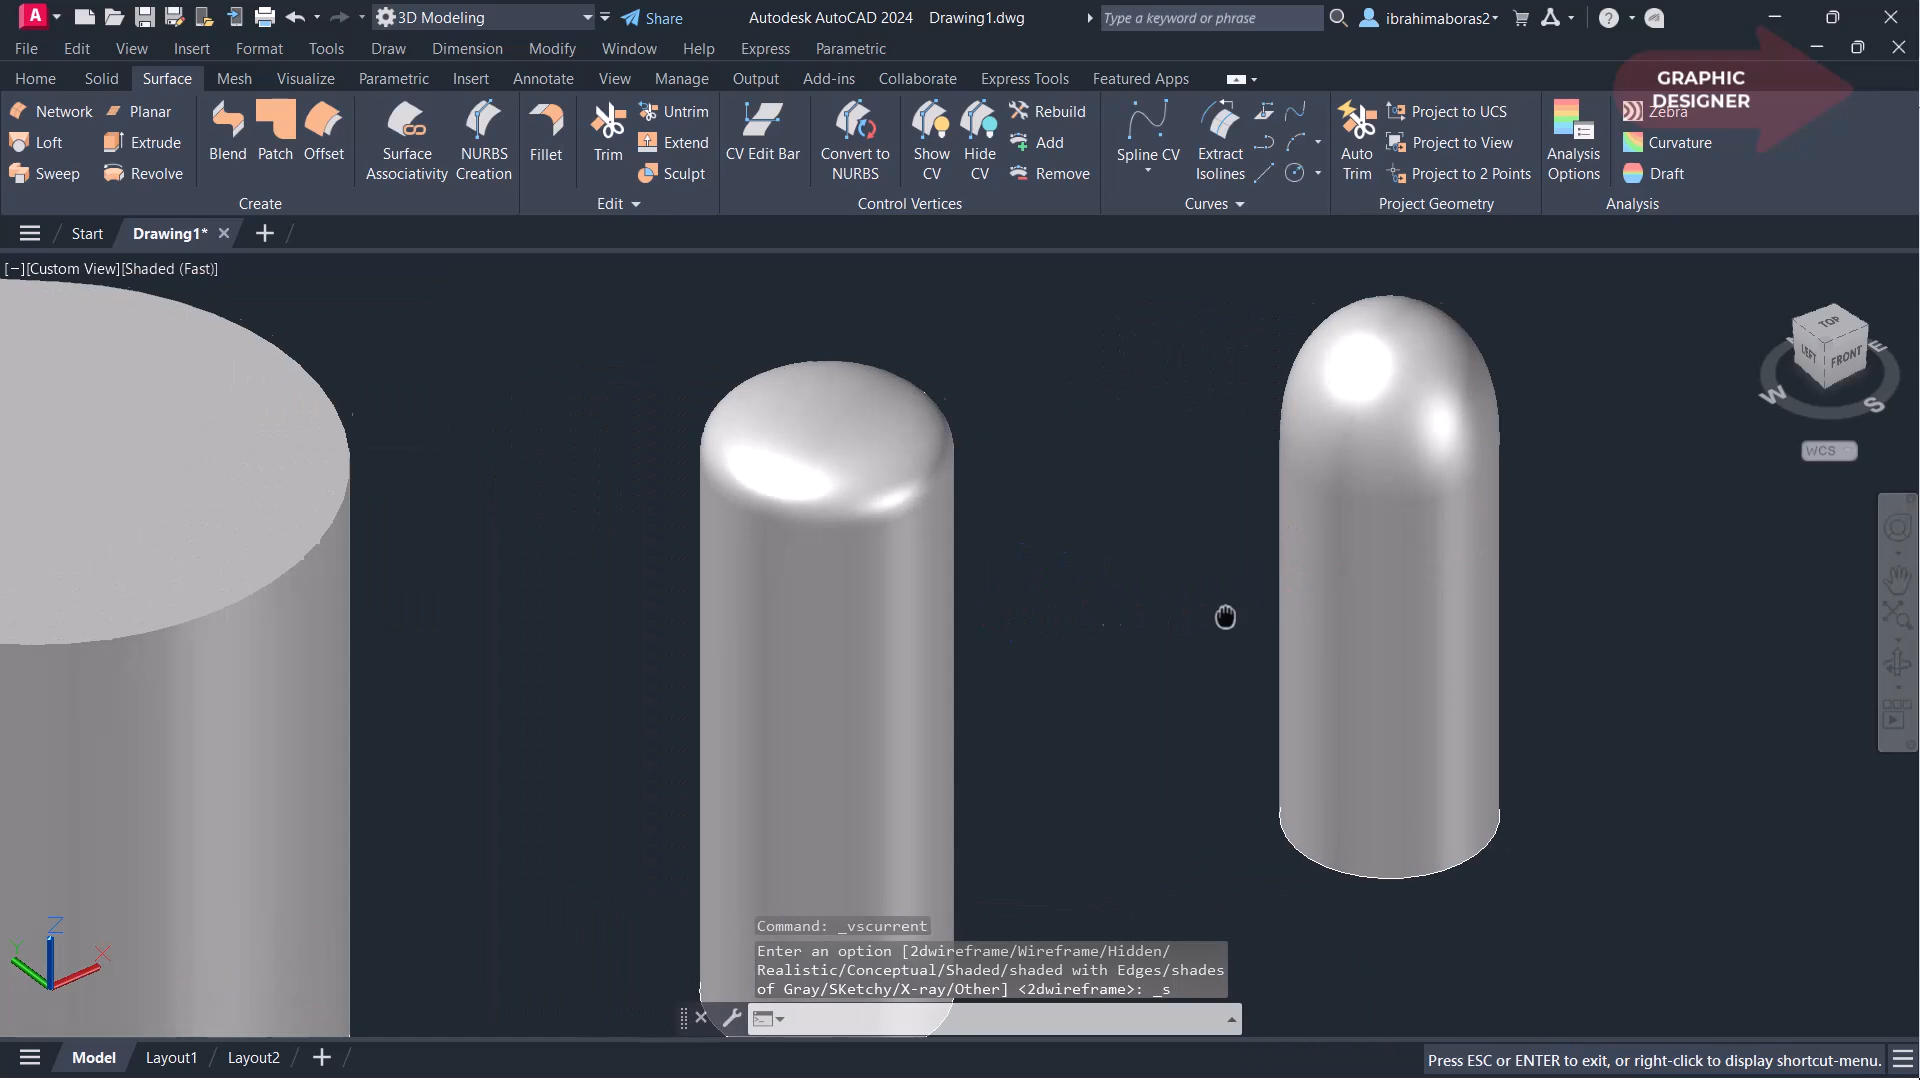 3D Modeling
Share
Autodesk AutoCAD 2024 Drawing1.dwg
Type a keyword or phrase
ibrahimaboras2
File Edit View Insert Format Tools Draw Dimension Modify Window Help Express Parametric
Home Solid Surface Mesh Visualize Parametric Insert Annotate View Manage Output Add-ins Collaborate Express Tools Featured Apps
GRAPHIC
DESIGNER
Network Planar
Loft Extrude
Sweep Revolve
Blend Patch Offset
Surface
Associativity
NURBS
Creation
Fillet
Trim
Untrim
Extend
Sculpt
CV Edit Bar
Convert to
NURBS
Show
CV
Hide
CV
Rebuild
Add
Remove
Spline CV
Extract
Isolines
Auto
Trim
Project to UCS
Project to View
Project to 2 Points
Analysis
Options
Zebra
Curvature
Draft
Create Edit Control Vertices Curves Project Geometry Analysis
Start Drawing1*
[−][Custom View][Shaded (Fast)]
TOP
LEFT FRONT
E
W S
WCS
Z
Y X
Command: _vscurrent
Enter an option [2dwireframe/Wireframe/Hidden/
Realistic/Conceptual/Shaded/shaded with Edges/shades
of Gray/SKetchy/X-ray/Other] <2dwireframe>: _s
Model Layout1 Layout2
Press ESC or ENTER to exit, or right-click to display shortcut-menu.